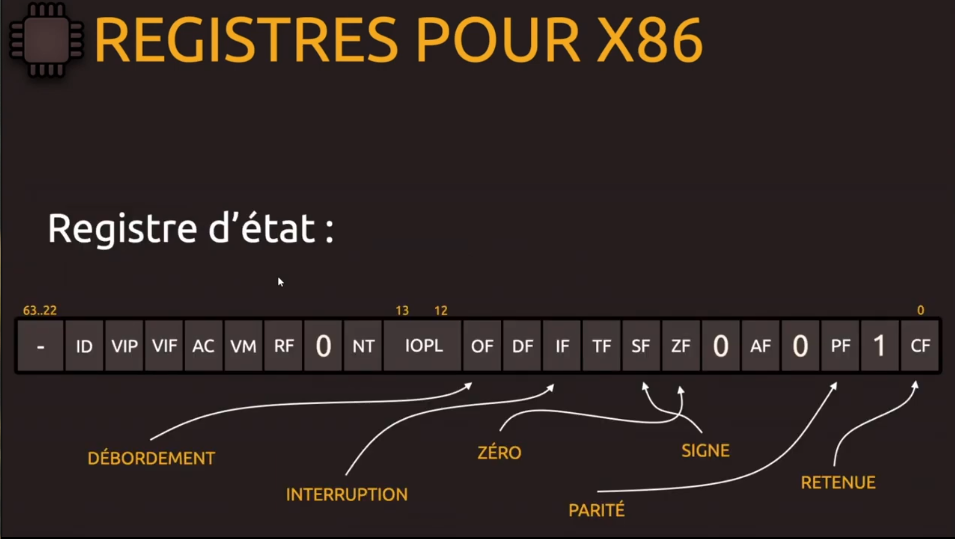 REGISTRES POUR X86
Registre d'état :
63..22 13 12 0
- ID VIP VIF AC VM RF 0 NT IOPL OF DF IF TF SF ZF 0 AF 0 PF 1 CF
DÉBORDEMENT
INTERRUPTION
ZÉRO
SIGNE
PARITÉ
RETENUE